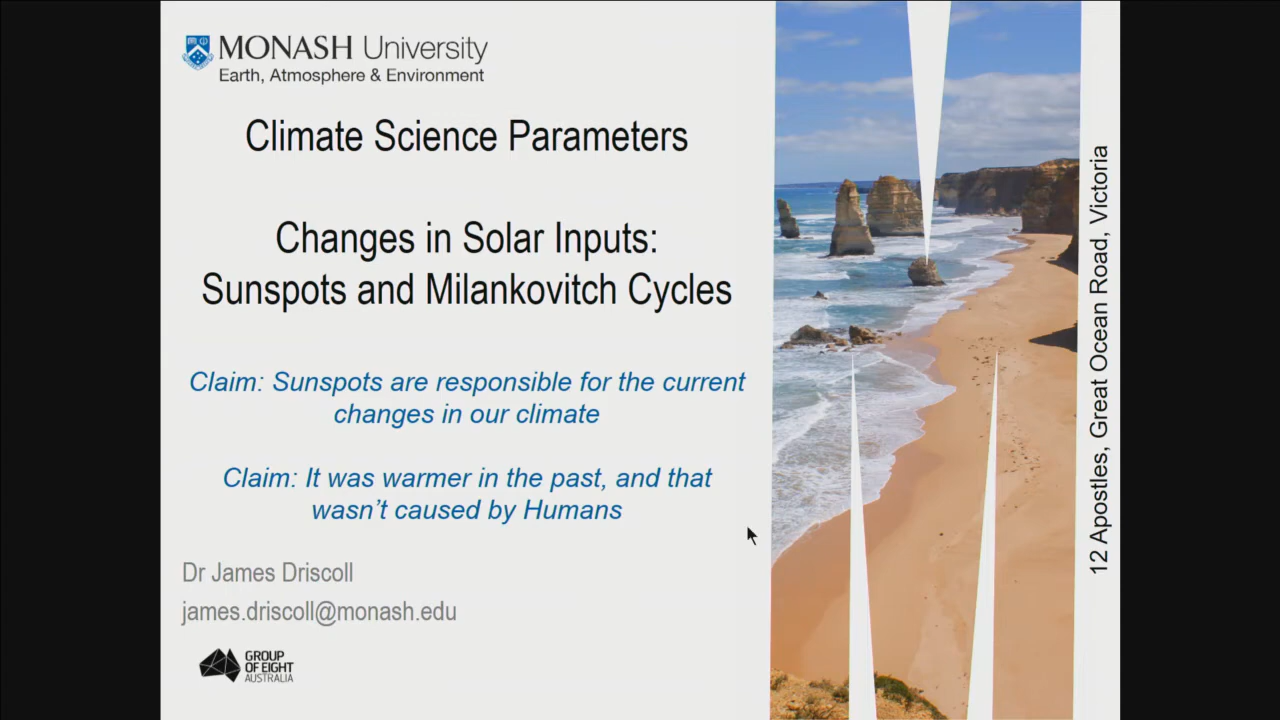 MONASH University
Earth, Atmosphere & Environment
Climate Science Parameters
Changes in Solar Inputs:
Sunspots and Milankovitch Cycles
Claim: Sunspots are responsible for the current
changes in our climate
Claim: It was warmer in the past, and that
wasn’t caused by Humans
Dr James Driscoll
james.driscoll@monash.edu
GROUP
OF EIGHT
AUSTRALIA
12 Apostles, Great Ocean Road, Victoria